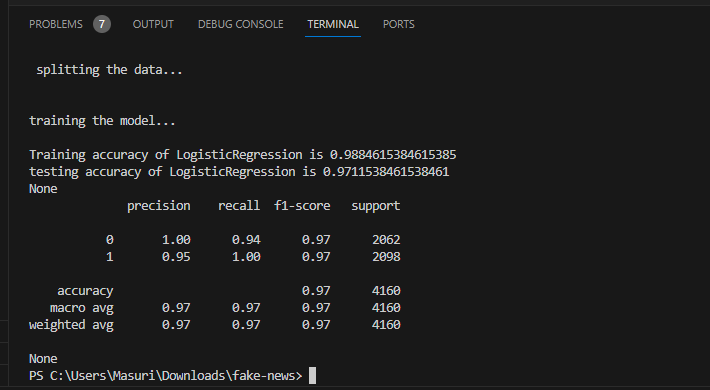 PROBLEMS 7 OUTPUT DEBUG CONSOLE TERMINAL PORTS
splitting the data...
training the model...
Training accuracy of LogisticRegression is 0.9884615384615385
testing accuracy of LogisticRegression is 0.9711538461538461
None
precision recall f1-score support
0 1.00 0.94 0.97 2062
1 0.95 1.00 0.97 2098
accuracy 0.97 4160
macro avg 0.97 0.97 0.97 4160
weighted avg 0.97 0.97 0.97 4160
None
PS C:\Users\Masuri\Downloads\fake-news>